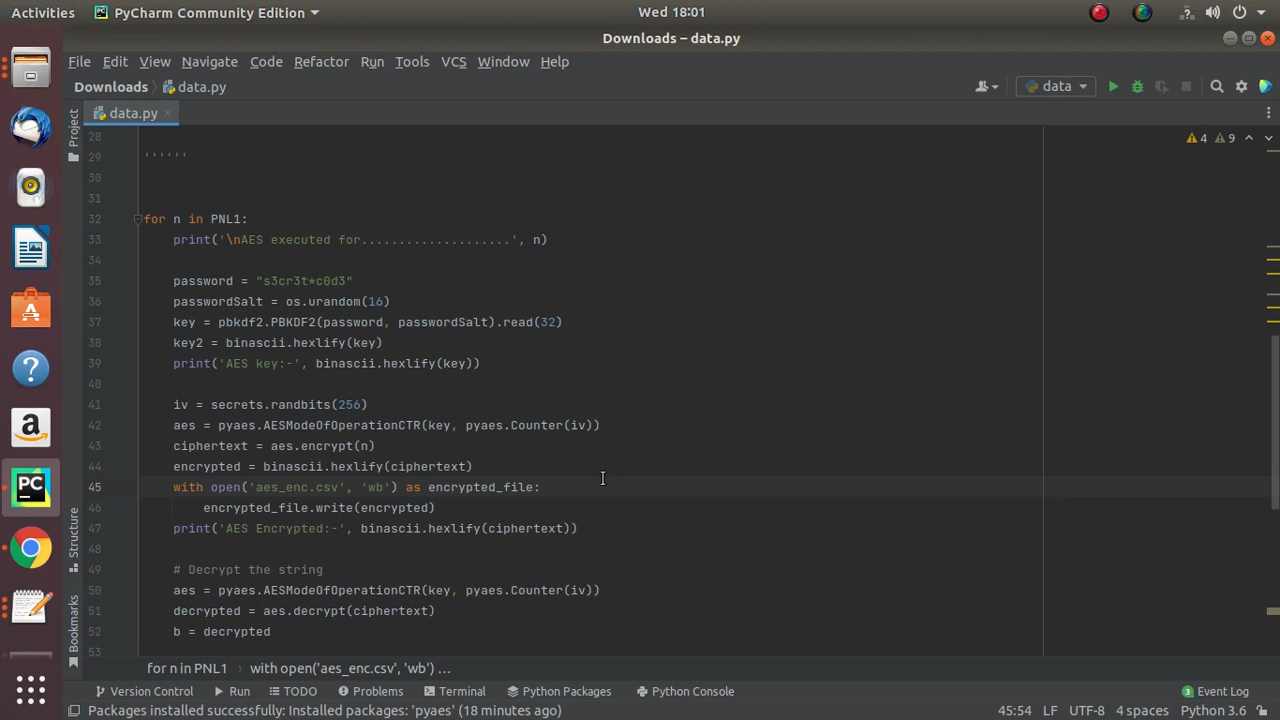 Activities PyCharm Community Edition Wed 18:01
Downloads – data.py
File Edit View Navigate Code Refactor Run Tools VCS Window Help
Downloads data.py data
data.py
Project
4 9
28
29 ''''''
30
31
32 for n in PNL1:
33 print('\nAES executed for....................', n)
34
35 password = "s3cr3t*c0d3"
36 passwordSalt = os.urandom(16)
37 key = pbkdf2.PBKDF2(password, passwordSalt).read(32)
38 key2 = binascii.hexlify(key)
39 print('AES key:-', binascii.hexlify(key))
40
41 iv = secrets.randbits(256)
42 aes = pyaes.AESModeOfOperationCTR(key, pyaes.Counter(iv))
43 ciphertext = aes.encrypt(n)
44 encrypted = binascii.hexlify(ciphertext)
45 with open('aes_enc.csv', 'wb') as encrypted_file:
46 encrypted_file.write(encrypted)
47 print('AES Encrypted:-', binascii.hexlify(ciphertext))
48
49 # Decrypt the string
50 aes = pyaes.AESModeOfOperationCTR(key, pyaes.Counter(iv))
51 decrypted = aes.decrypt(ciphertext)
52 b = decrypted
53
Structure
Bookmarks
for n in PNL1 with open('aes_enc.csv', 'wb') ...
Version Control Run TODO Problems Terminal Python Packages Python Console 3 Event Log
Packages installed successfully: Installed packages: 'pyaes' (18 minutes ago) 45:54 LF UTF-8 4 spaces Python 3.6